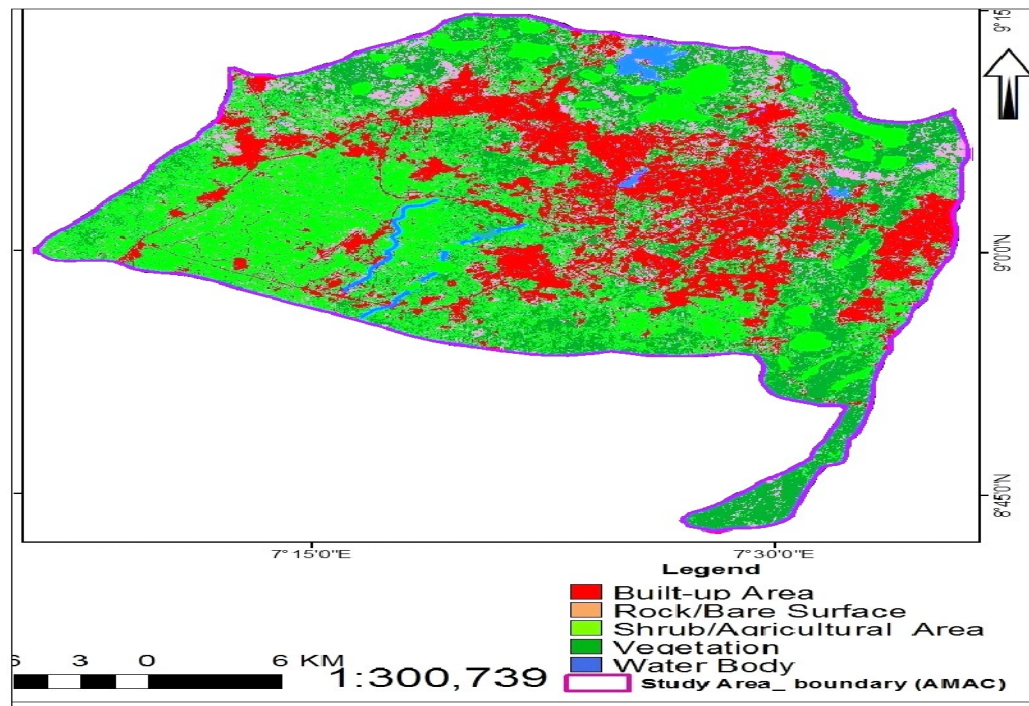 9°15
9°0'0"N
8°45'0"N
7°15'0"E
7°30'0"E
Legend
Built-up Area
Rock/Bare Surface
Shrub/Agricultural Area
Vegetation
Water Body
Study Area_ boundary (AMAC)
3 0 6 KM
1:300,739